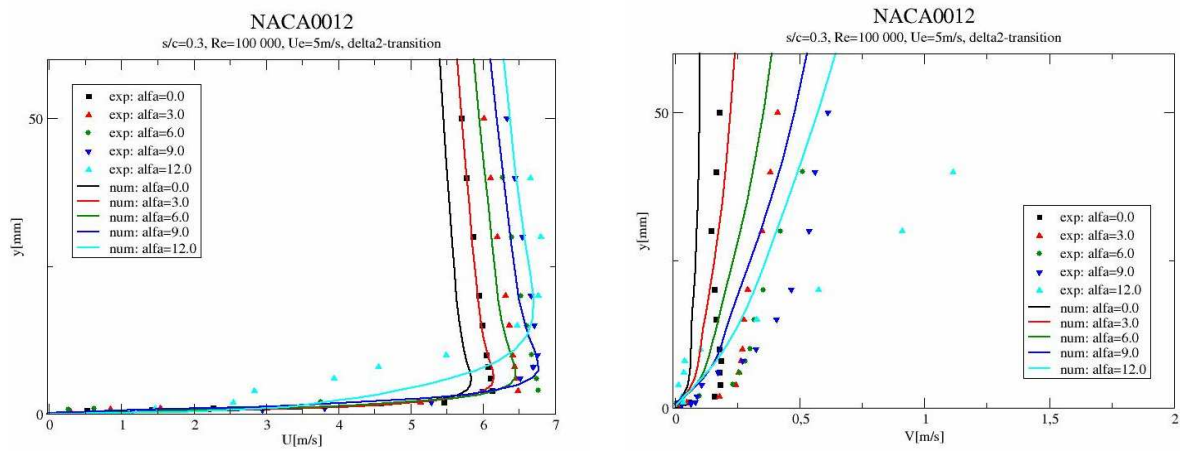 NACA0012
s/c=0.3, Re=100 000, Ue=5m/s, delta2-transition
exp: alfa=0.0
exp: alfa=3.0
exp: alfa=6.0
exp: alfa=9.0
exp: alfa=12.0
num: alfa=0.0
num: alfa=3.0
num: alfa=6.0
num: alfa=9.0
num: alfa=12.0
50
0
y[mm]
0 1 2 3 4 5 6 7
U[m/s]
NACA0012
s/c=0.3, Re=100 000, Ue=5m/s, delta2-transition
50
0
y[mm]
exp: alfa=0.0
exp: alfa=3.0
exp: alfa=6.0
exp: alfa=9.0
exp: alfa=12.0
num: alfa=0.0
num: alfa=3.0
num: alfa=6.0
num: alfa=9.0
num: alfa=12.0
0 0,5 1 1,5 2
V[m/s]